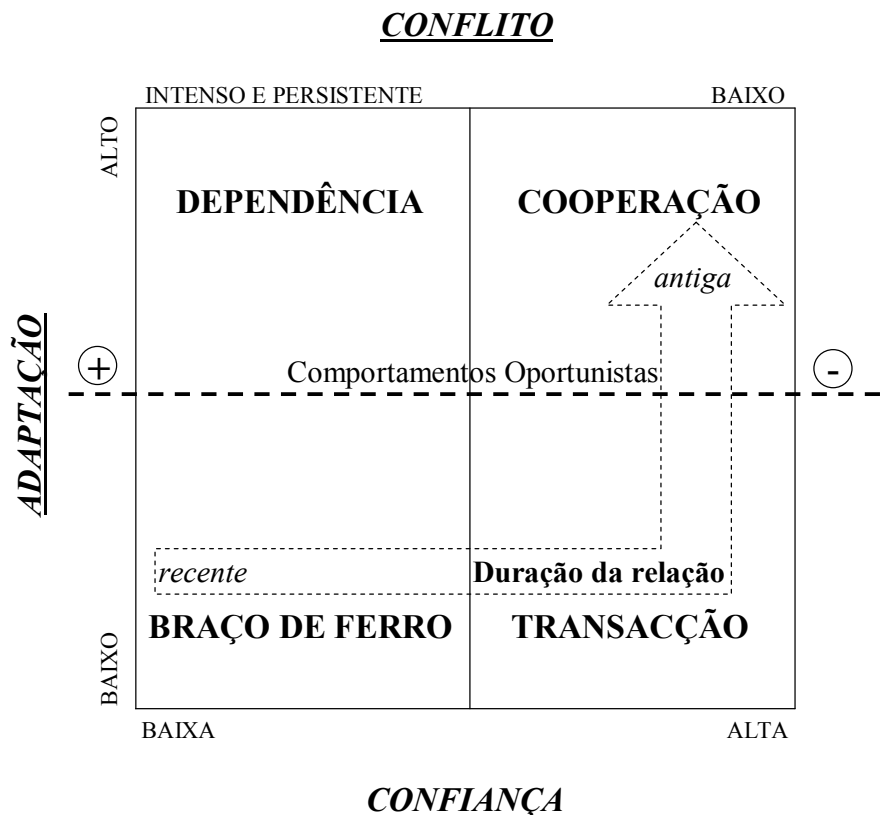 CONFLITO
INTENSO E PERSISTENTE BAIXO
ALTO
DEPENDÊNCIA COOPERAÇÃO
antiga
ADAPTAÇÃO
+ Comportamentos Oportunistas -
recente Duração da relação
BRAÇO DE FERRO TRANSACÇÃO
BAIXO
BAIXA ALTA
CONFIANÇA